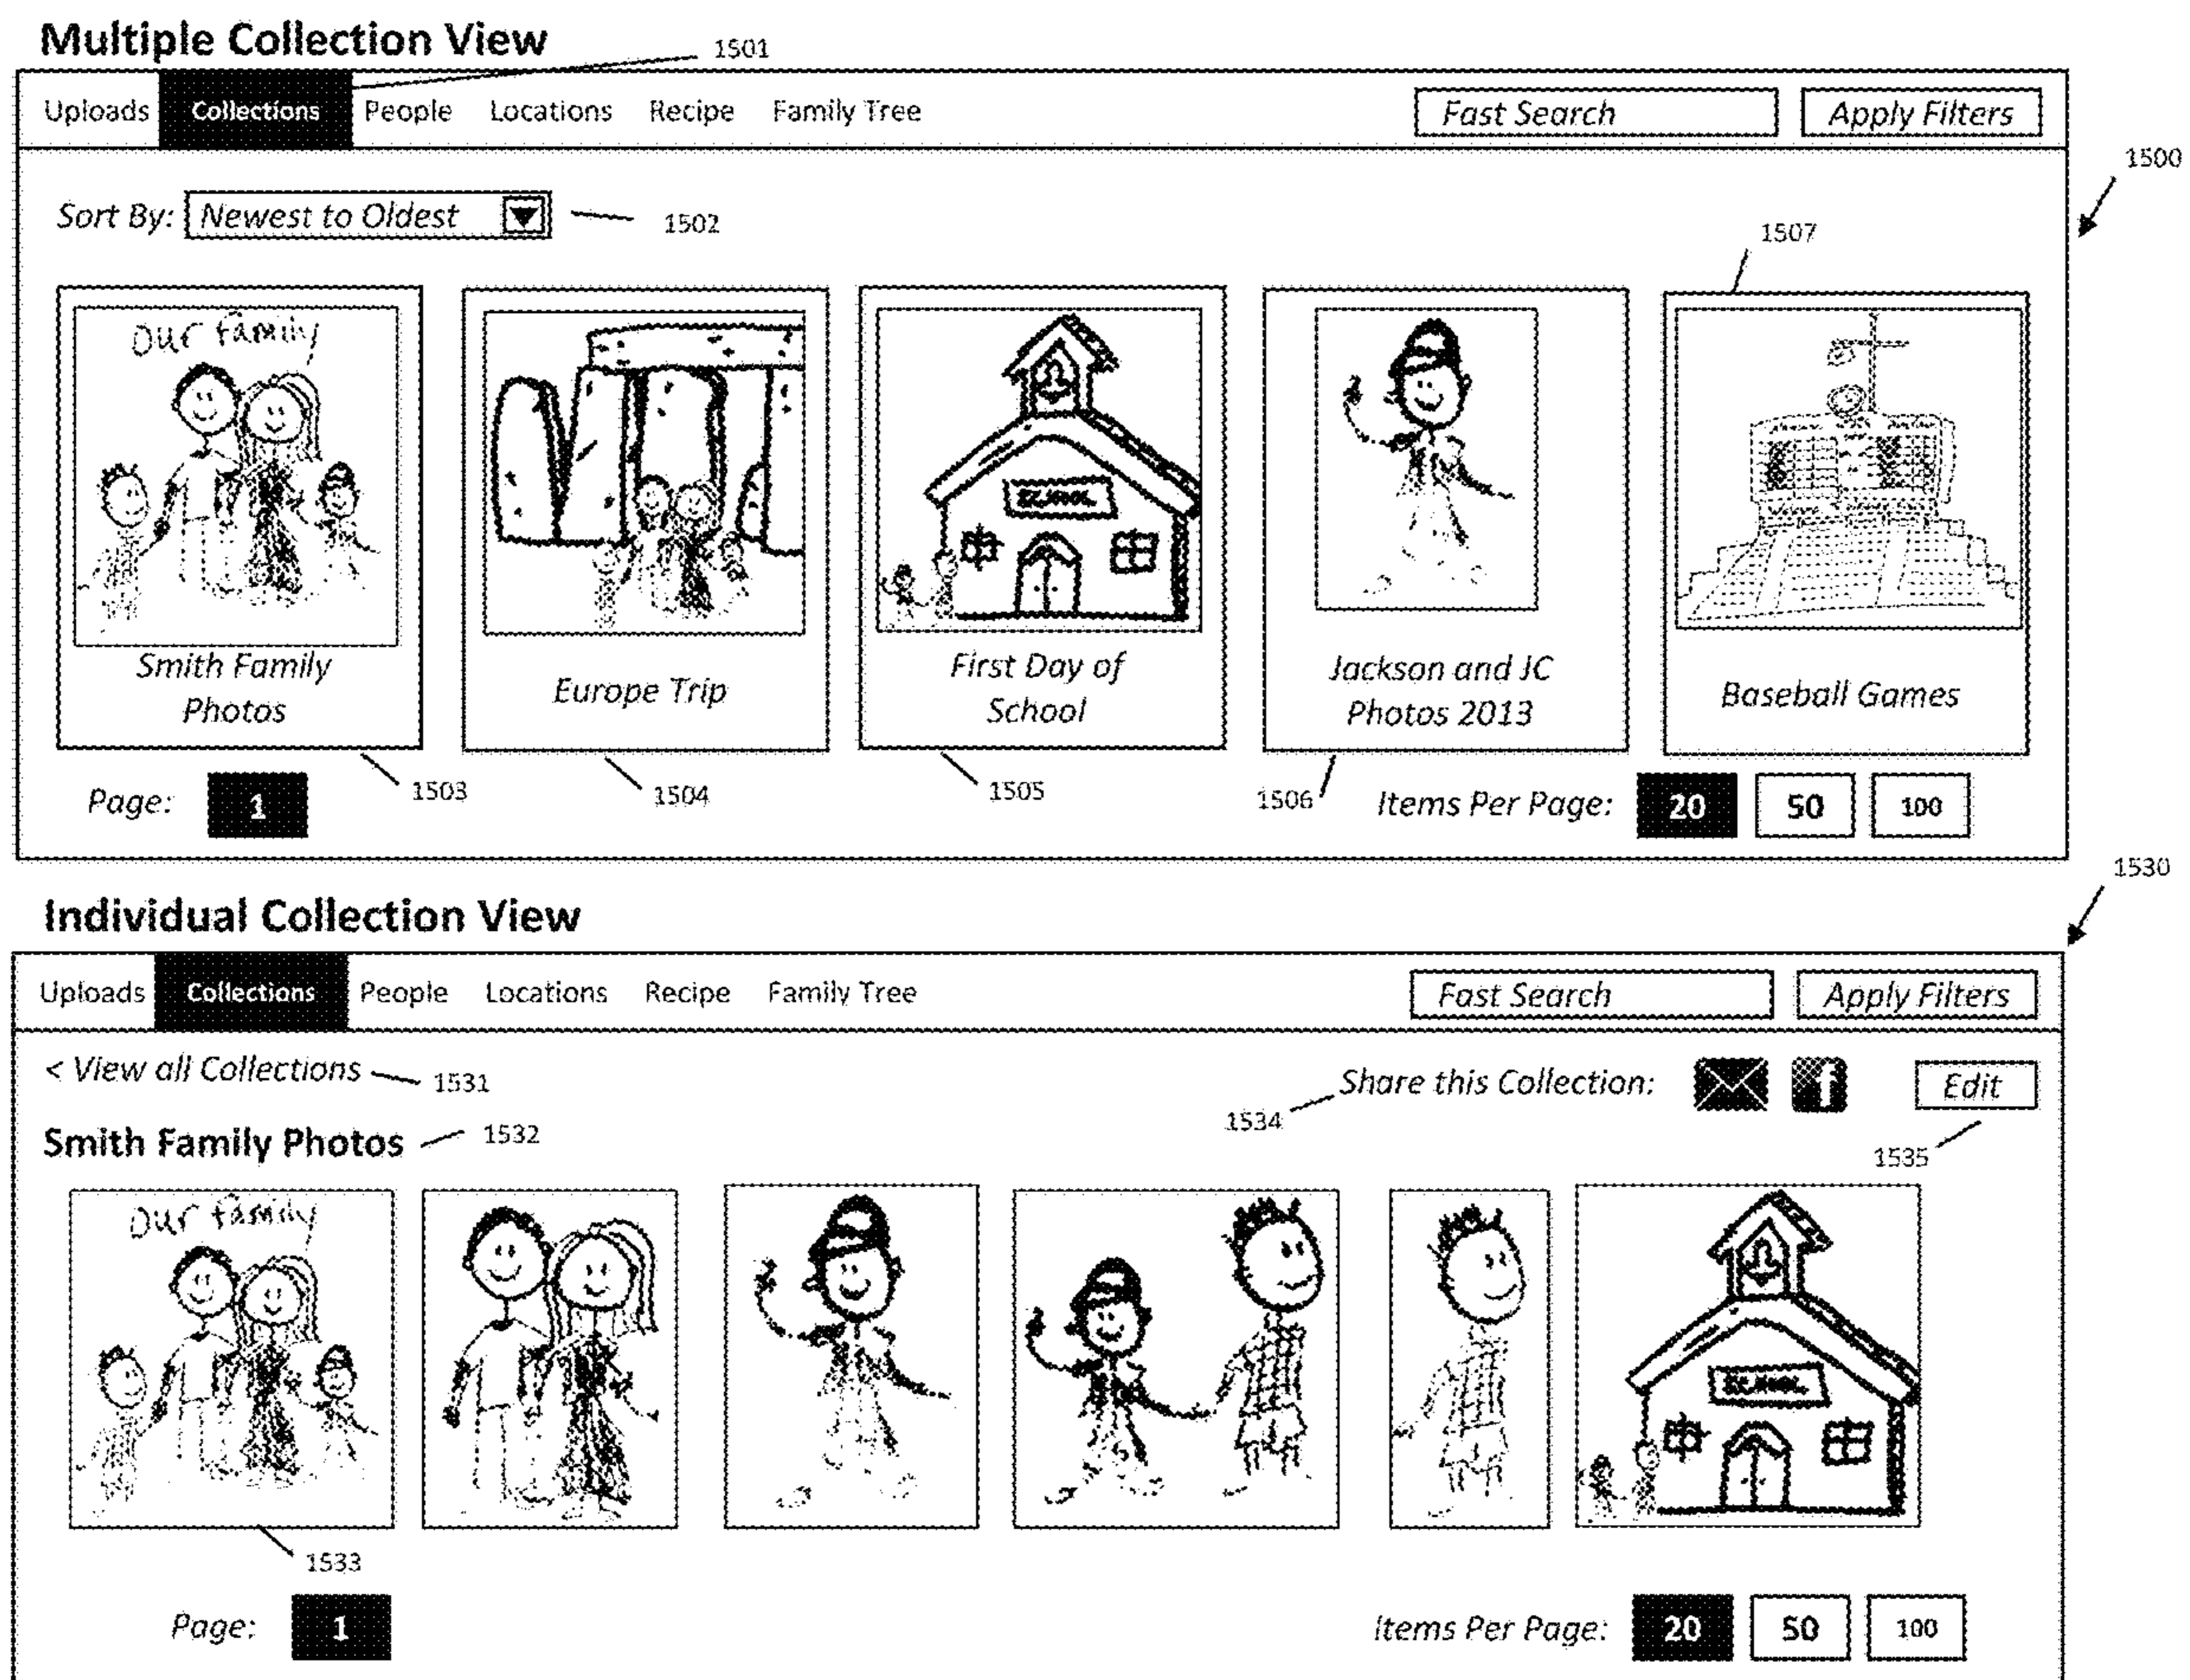 Multiple Collection View
1501
Uploads Collections People Locations Recipe Family Tree Fast Search Apply Filters
1500
Sort By: Newest to Oldest 1502
1507
Our family
SCHOOL
Smith Family Photos
Europe Trip
First Day of School
Jackson and JC Photos 2013
Baseball Games
1503 1504 1505 1506
Page: 1 Items Per Page: 20 50 100
1530
Individual Collection View
Uploads Collections People Locations Recipe Family Tree Fast Search Apply Filters
< View all Collections 1531
1534 Share this Collection: f Edit
Smith Family Photos 1532
1535
Our family
SCHOOL
1533
Page: 1 Items Per Page: 20 50 100